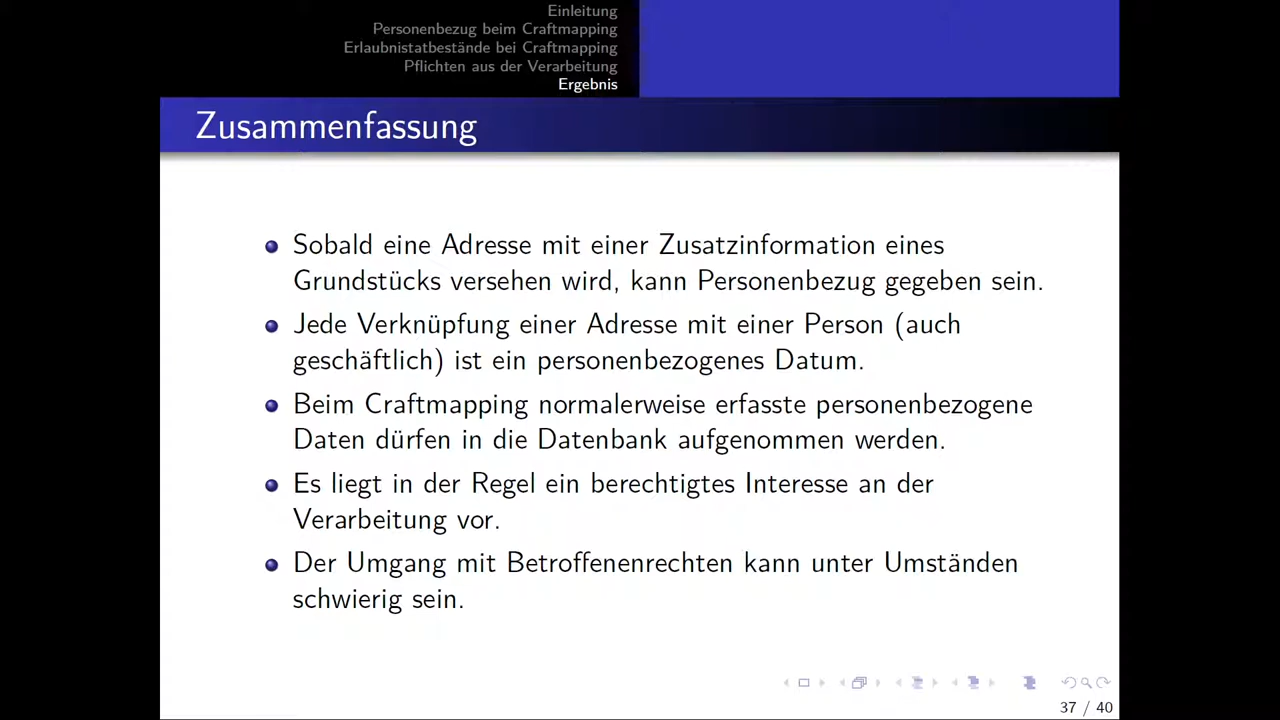 Einleitung
Personenbezug beim Craftmapping
Erlaubnistatbestände bei Craftmapping
Pflichten aus der Verarbeitung
Ergebnis
Zusammenfassung
Sobald eine Adresse mit einer Zusatzinformation eines
Grundstücks versehen wird, kann Personenbezug gegeben sein.
Jede Verknüpfung einer Adresse mit einer Person (auch
geschäftlich) ist ein personenbezogenes Datum.
Beim Craftmapping normalerweise erfasste personenbezogene
Daten dürfen in die Datenbank aufgenommen werden.
Es liegt in der Regel ein berechtigtes Interesse an der
Verarbeitung vor.
Der Umgang mit Betroffenenrechten kann unter Umständen
schwierig sein.
37 / 40